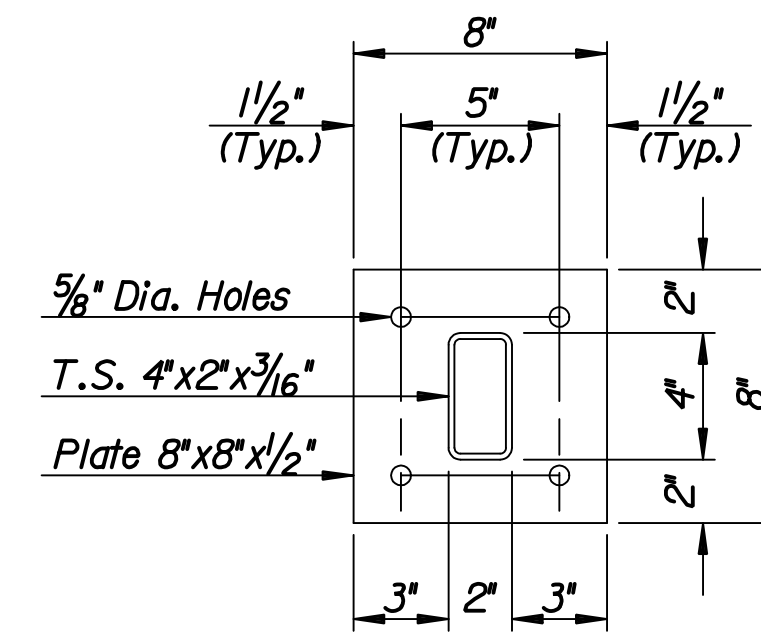 8"
1½"
5"
1½"
(Typ.)
(Typ.)
(Typ.)
⅝" Dia. Holes
2"
T.S. 4"x2"x3/16"
4"
8"
Plate 8"x8"x½"
2"
3"
2"
3"